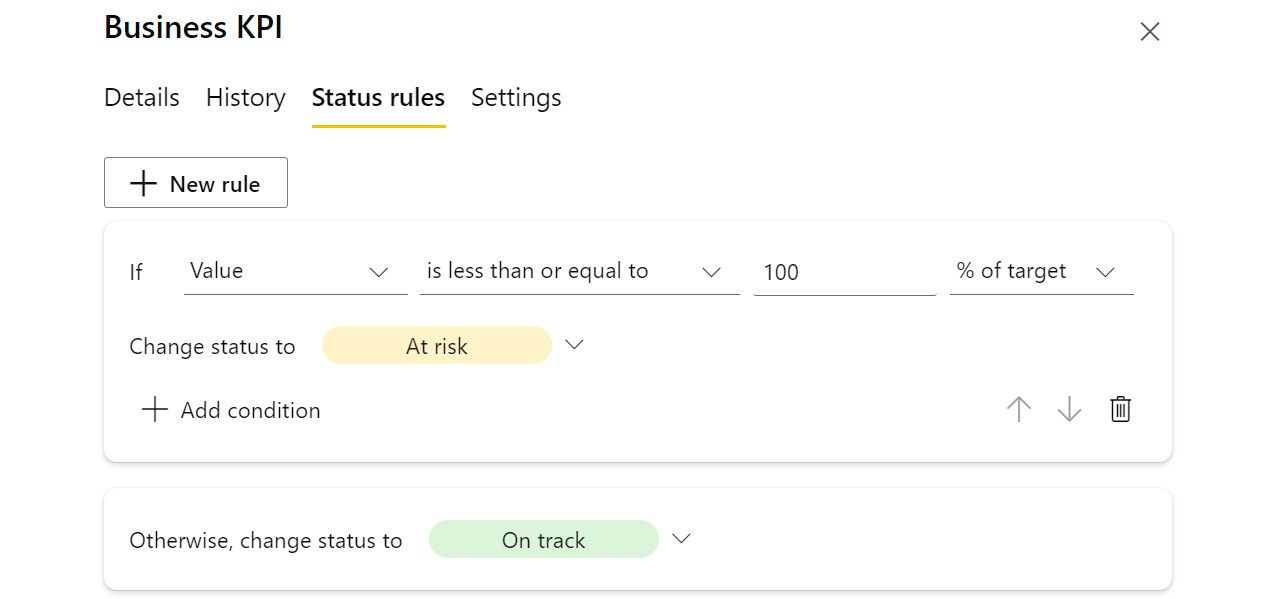 Business KPI
Details History Status rules Settings
New rule
If Value is less than or equal to 100 % of target
Change status to At risk
Add condition
Otherwise, change status to On track